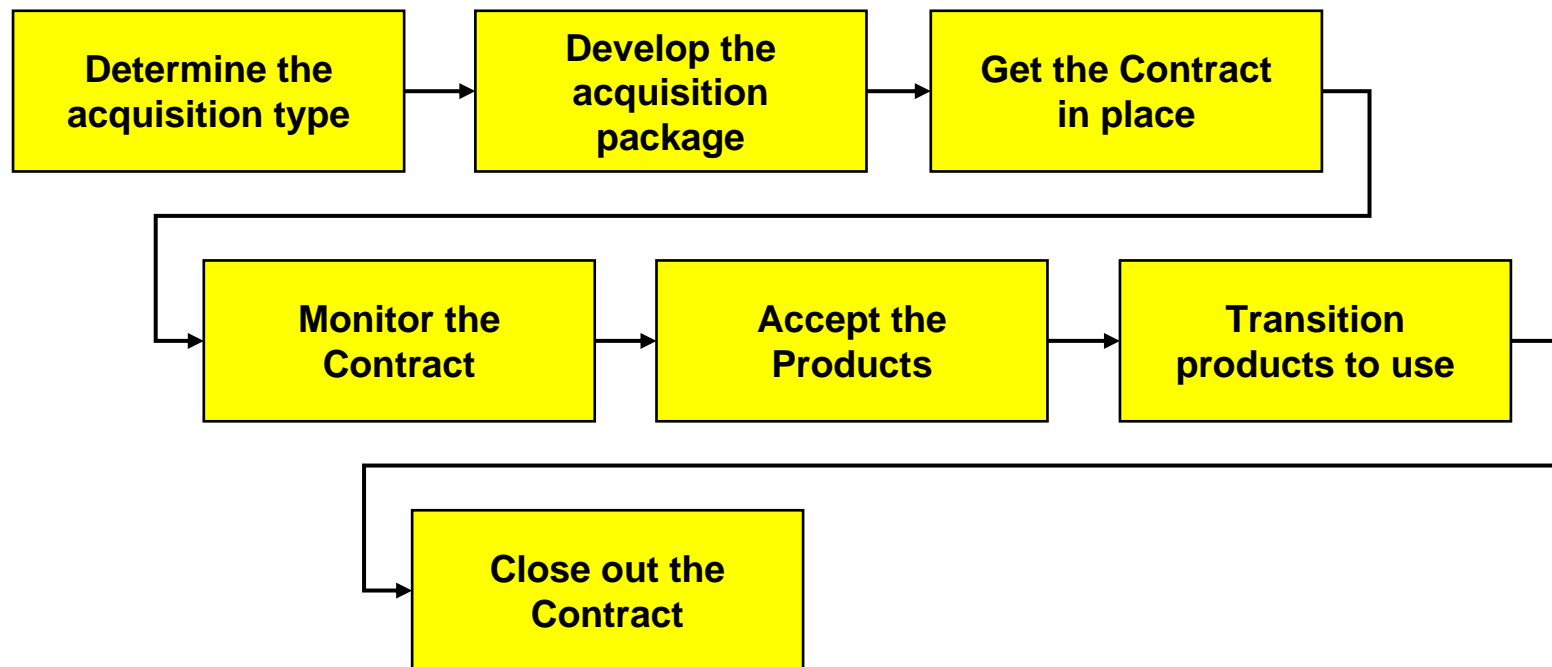 Determine the
acquisition type
Develop the
acquisition
package
Get the Contract
in place
Monitor the
Contract
Accept the
Products
Transition
products to use
Close out the
Contract